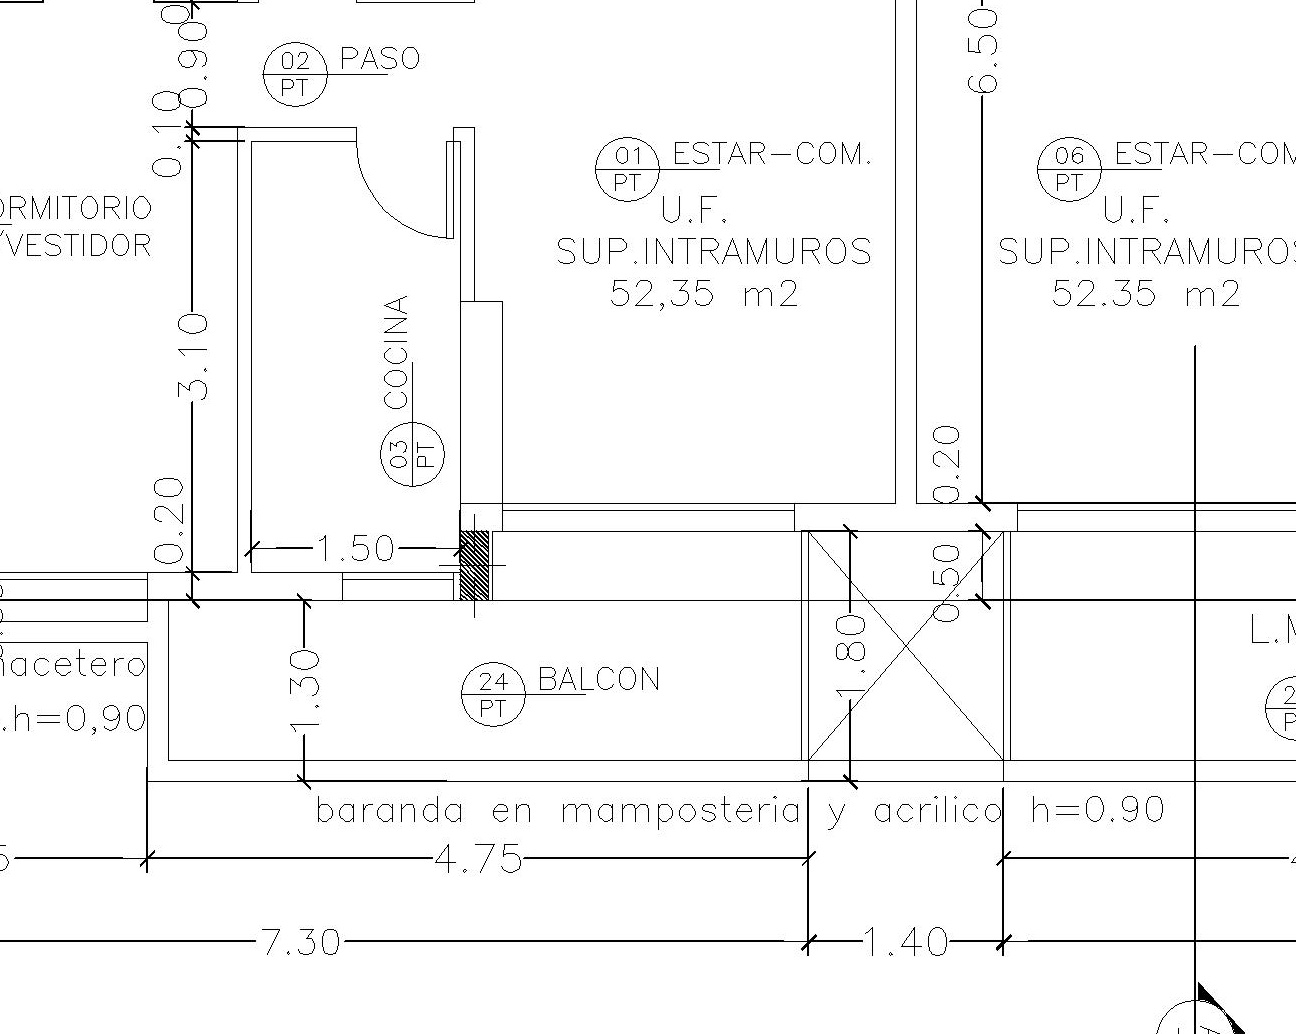 0.90
02
PT
PASO
0.10
6.50
01
PT
ESTAR-COM.
U.F.
SUP.INTRAMUROS
52,35 m2
06
PT
ESTAR-COM
U.F.
SUP.INTRAMUROS
52.35 m2
ORMITORIO
/VESTIDOR
3.10
COCINA
03
PT
0.20
0.20
1.50
0.50
1.30
1.80
24
PT
BALCON
L.M
macetero
.h=0,90
baranda en mamposteria y acrilico h=0.90
4.75
7.30
1.40